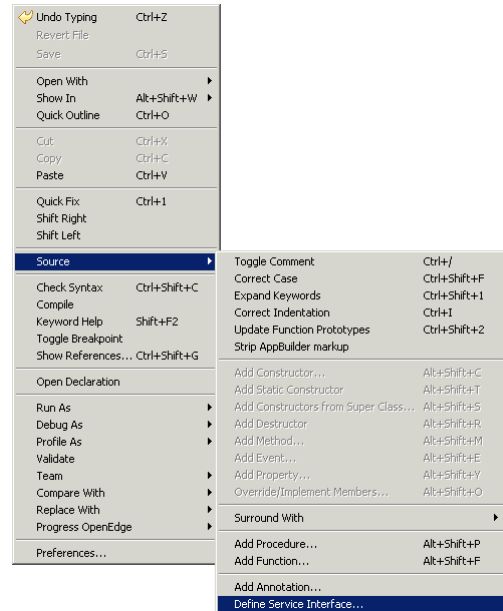 Undo Typing Ctrl+Z
Revert File
Save Ctrl+S
Open With
Show In Alt+Shift+W
Quick Outline Ctrl+O
Cut Ctrl+X
Copy Ctrl+C
Paste Ctrl+V
Quick Fix Ctrl+1
Shift Right
Shift Left
Source
Check Syntax Ctrl+Shift+C
Compile
Keyword Help Shift+F2
Toggle Breakpoint
Show References... Ctrl+Shift+G
Open Declaration
Run As
Debug As
Profile As
Validate
Team
Compare With
Replace With
Progress OpenEdge
Preferences...
Toggle Comment Ctrl+/
Correct Case Ctrl+Shift+F
Expand Keywords Ctrl+Shift+1
Correct Indentation Ctrl+I
Update Function Prototypes Ctrl+Shift+2
Strip AppBuilder markup
Add Constructor... Alt+Shift+C
Add Static Constructor Alt+Shift+T
Add Constructors from Super Class... Alt+Shift+S
Add Destructor Alt+Shift+R
Add Method... Alt+Shift+M
Add Event... Alt+Shift+E
Add Property... Alt+Shift+Y
Override/Implement Members... Alt+Shift+O
Surround With
Add Procedure... Alt+Shift+P
Add Function... Alt+Shift+F
Add Annotation...
Define Service Interface...